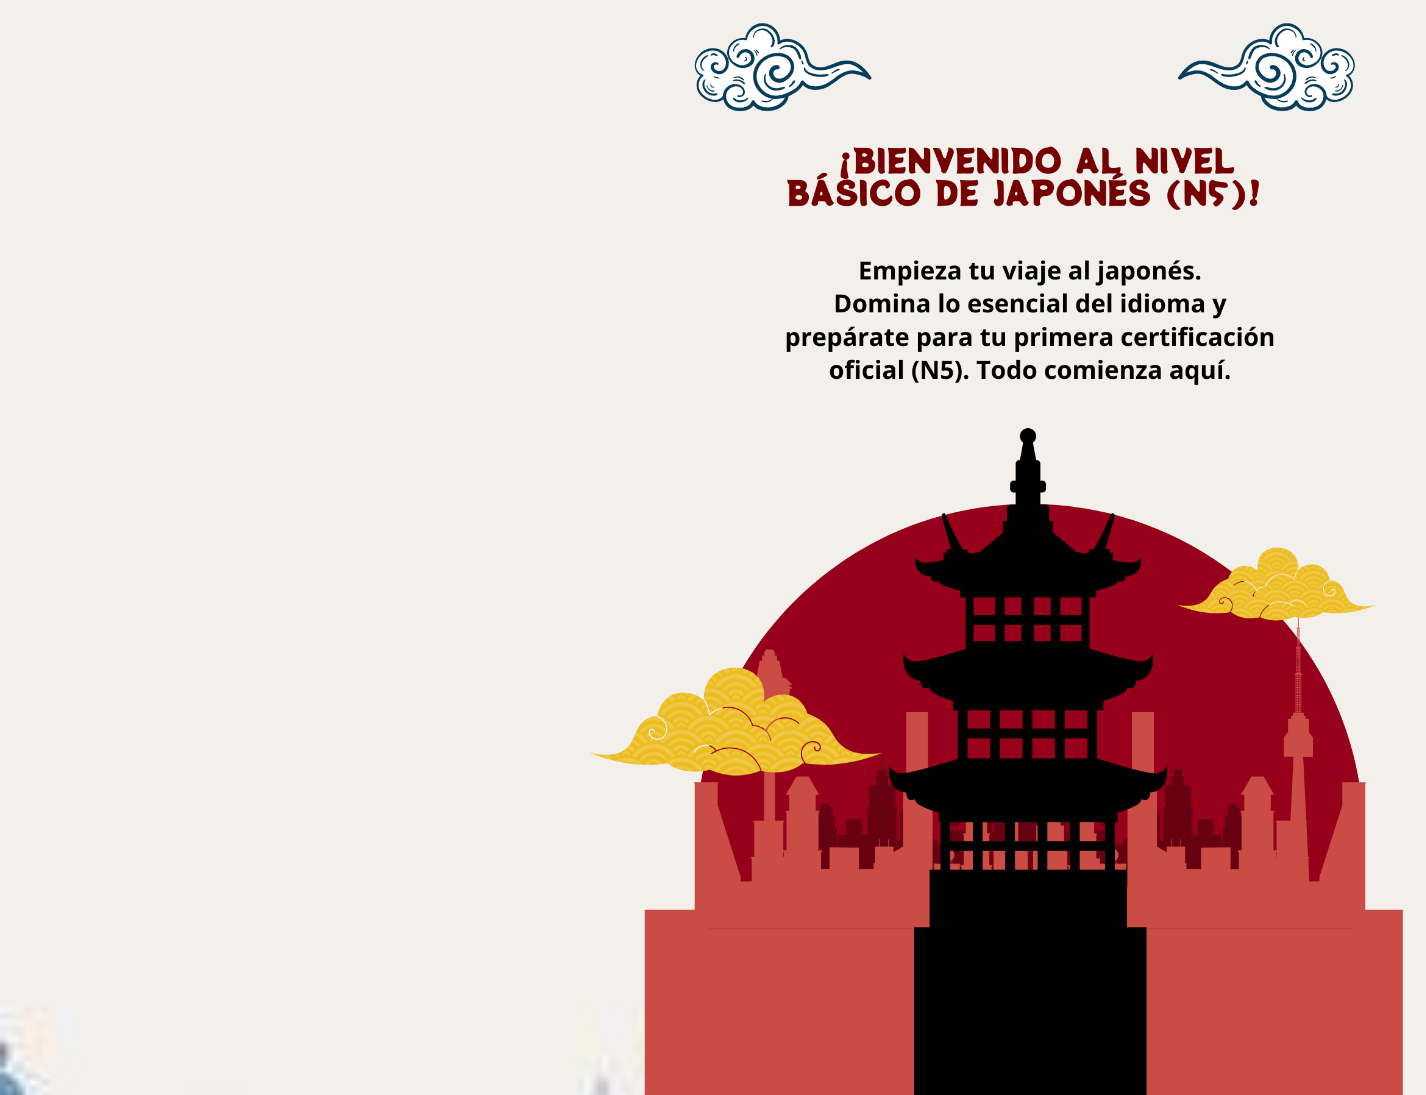 ¡BIENVENIDO AL NIVEL
BÁSICO DE JAPONÉS (N5)!
Empieza tu viaje al japonés.
Domina lo esencial del idioma y
prepárate para tu primera certificación
oficial (N5). Todo comienza aquí.